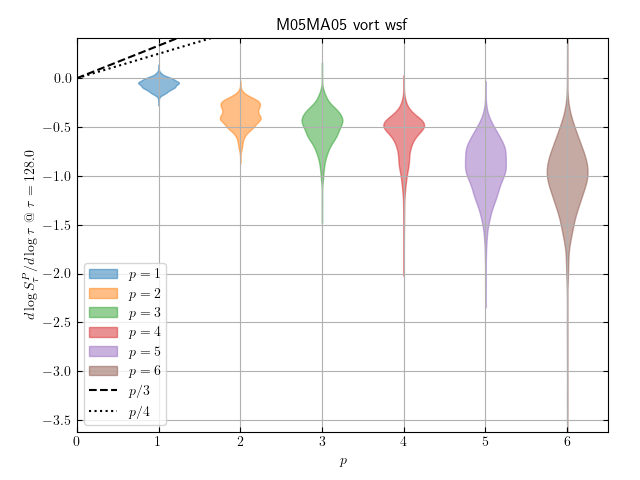 M05MA05 vort wsf
d log S_τ^P / d log τ @ τ = 128.0
0.0
−0.5
−1.0
−1.5
−2.0
−2.5
−3.0
−3.5
p = 1
p = 2
p = 3
p = 4
p = 5
p = 6
p/3
p/4
0 1 2 3 4 5 6
p